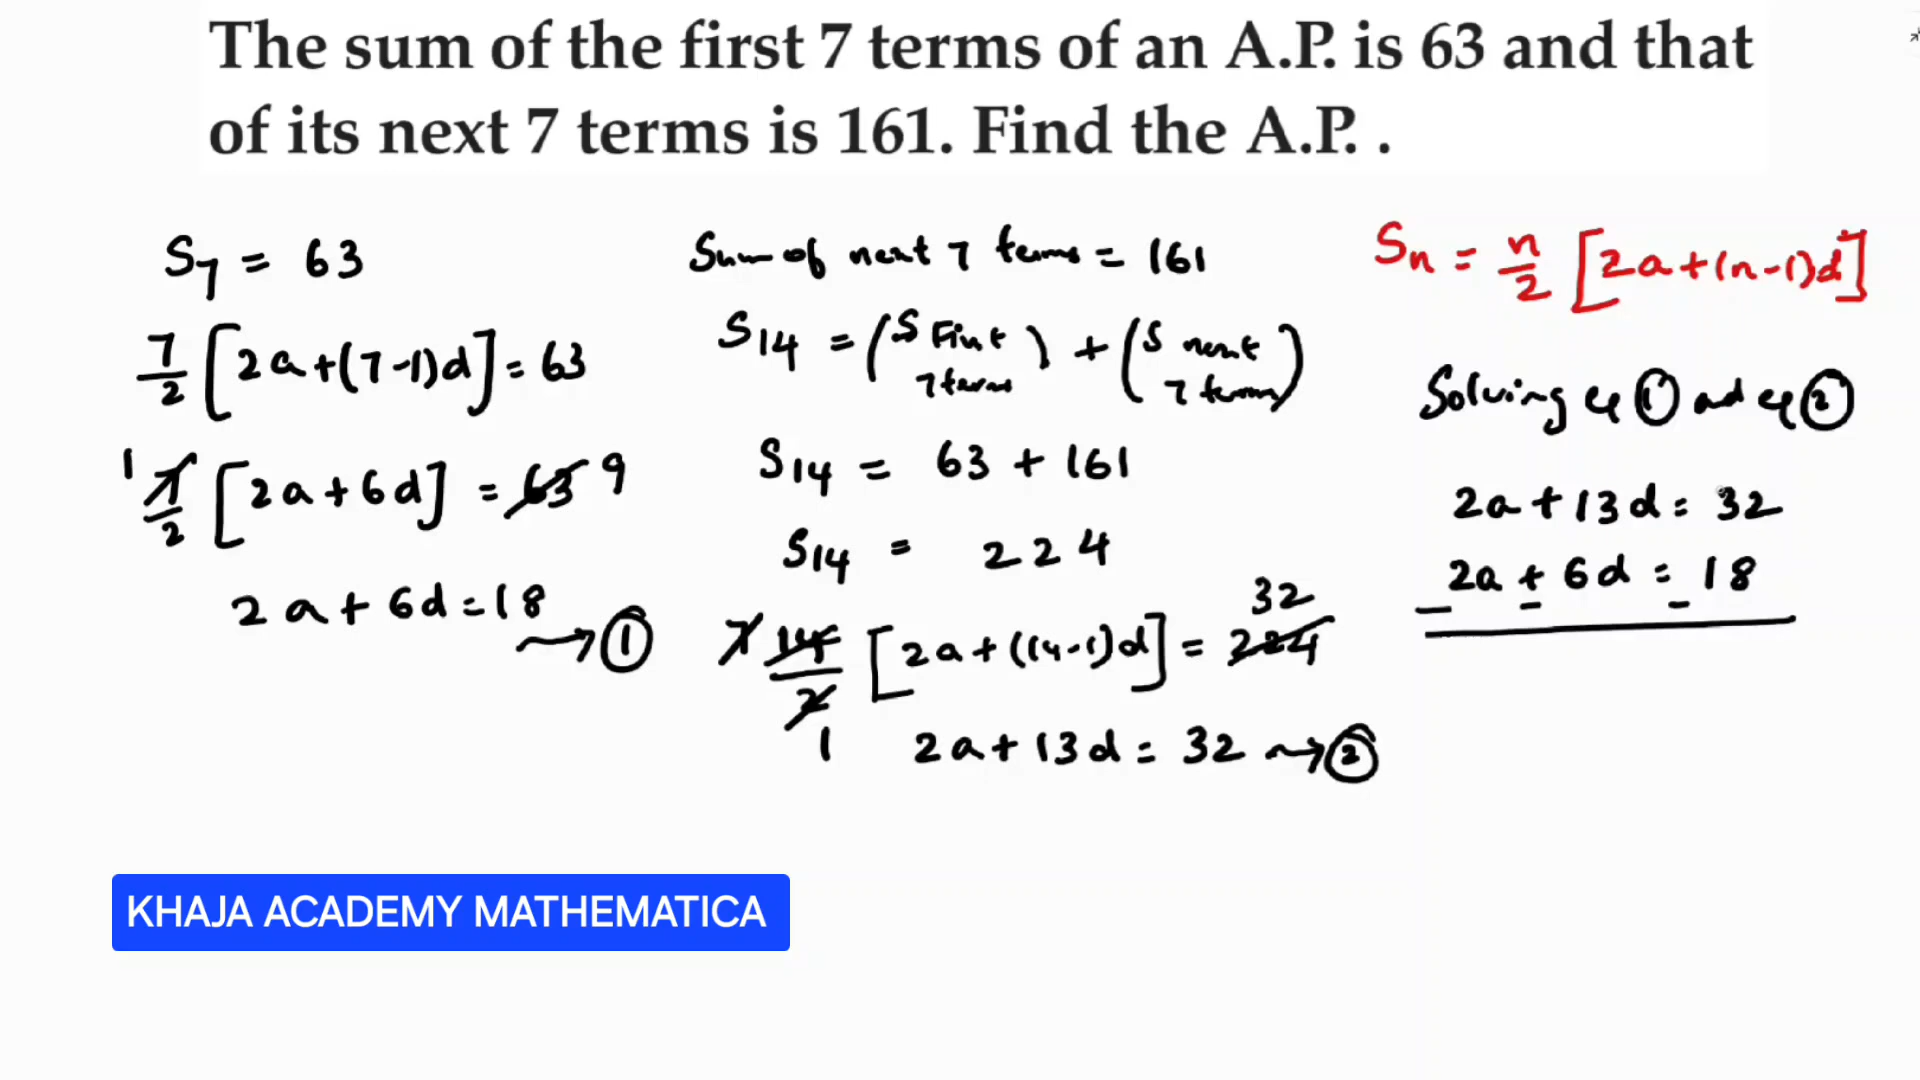 The sum of the first 7 terms of an A.P. is 63 and that
of its next 7 terms is 161. Find the A.P. .
S₇ = 63
7/2 [2a+(7-1)d] = 63
1 7/2 [2a+6d] = 63 9
2a+6d=18 → ①
Sum of next 7 terms = 161
S₁₄ = (S First 7 terms) + (S next 7 terms)
S₁₄ = 63 + 161
S₁₄ = 224
7 14/2 1 [2a+(14-1)d] = 224 32
2a+13d = 32 → ②
Sₙ = n/2 [2a+(n-1)d]
Solving eq ① and eq ②
2a+13d = 32
2a+6d = 18
− − −
KHAJA ACADEMY MATHEMATICA